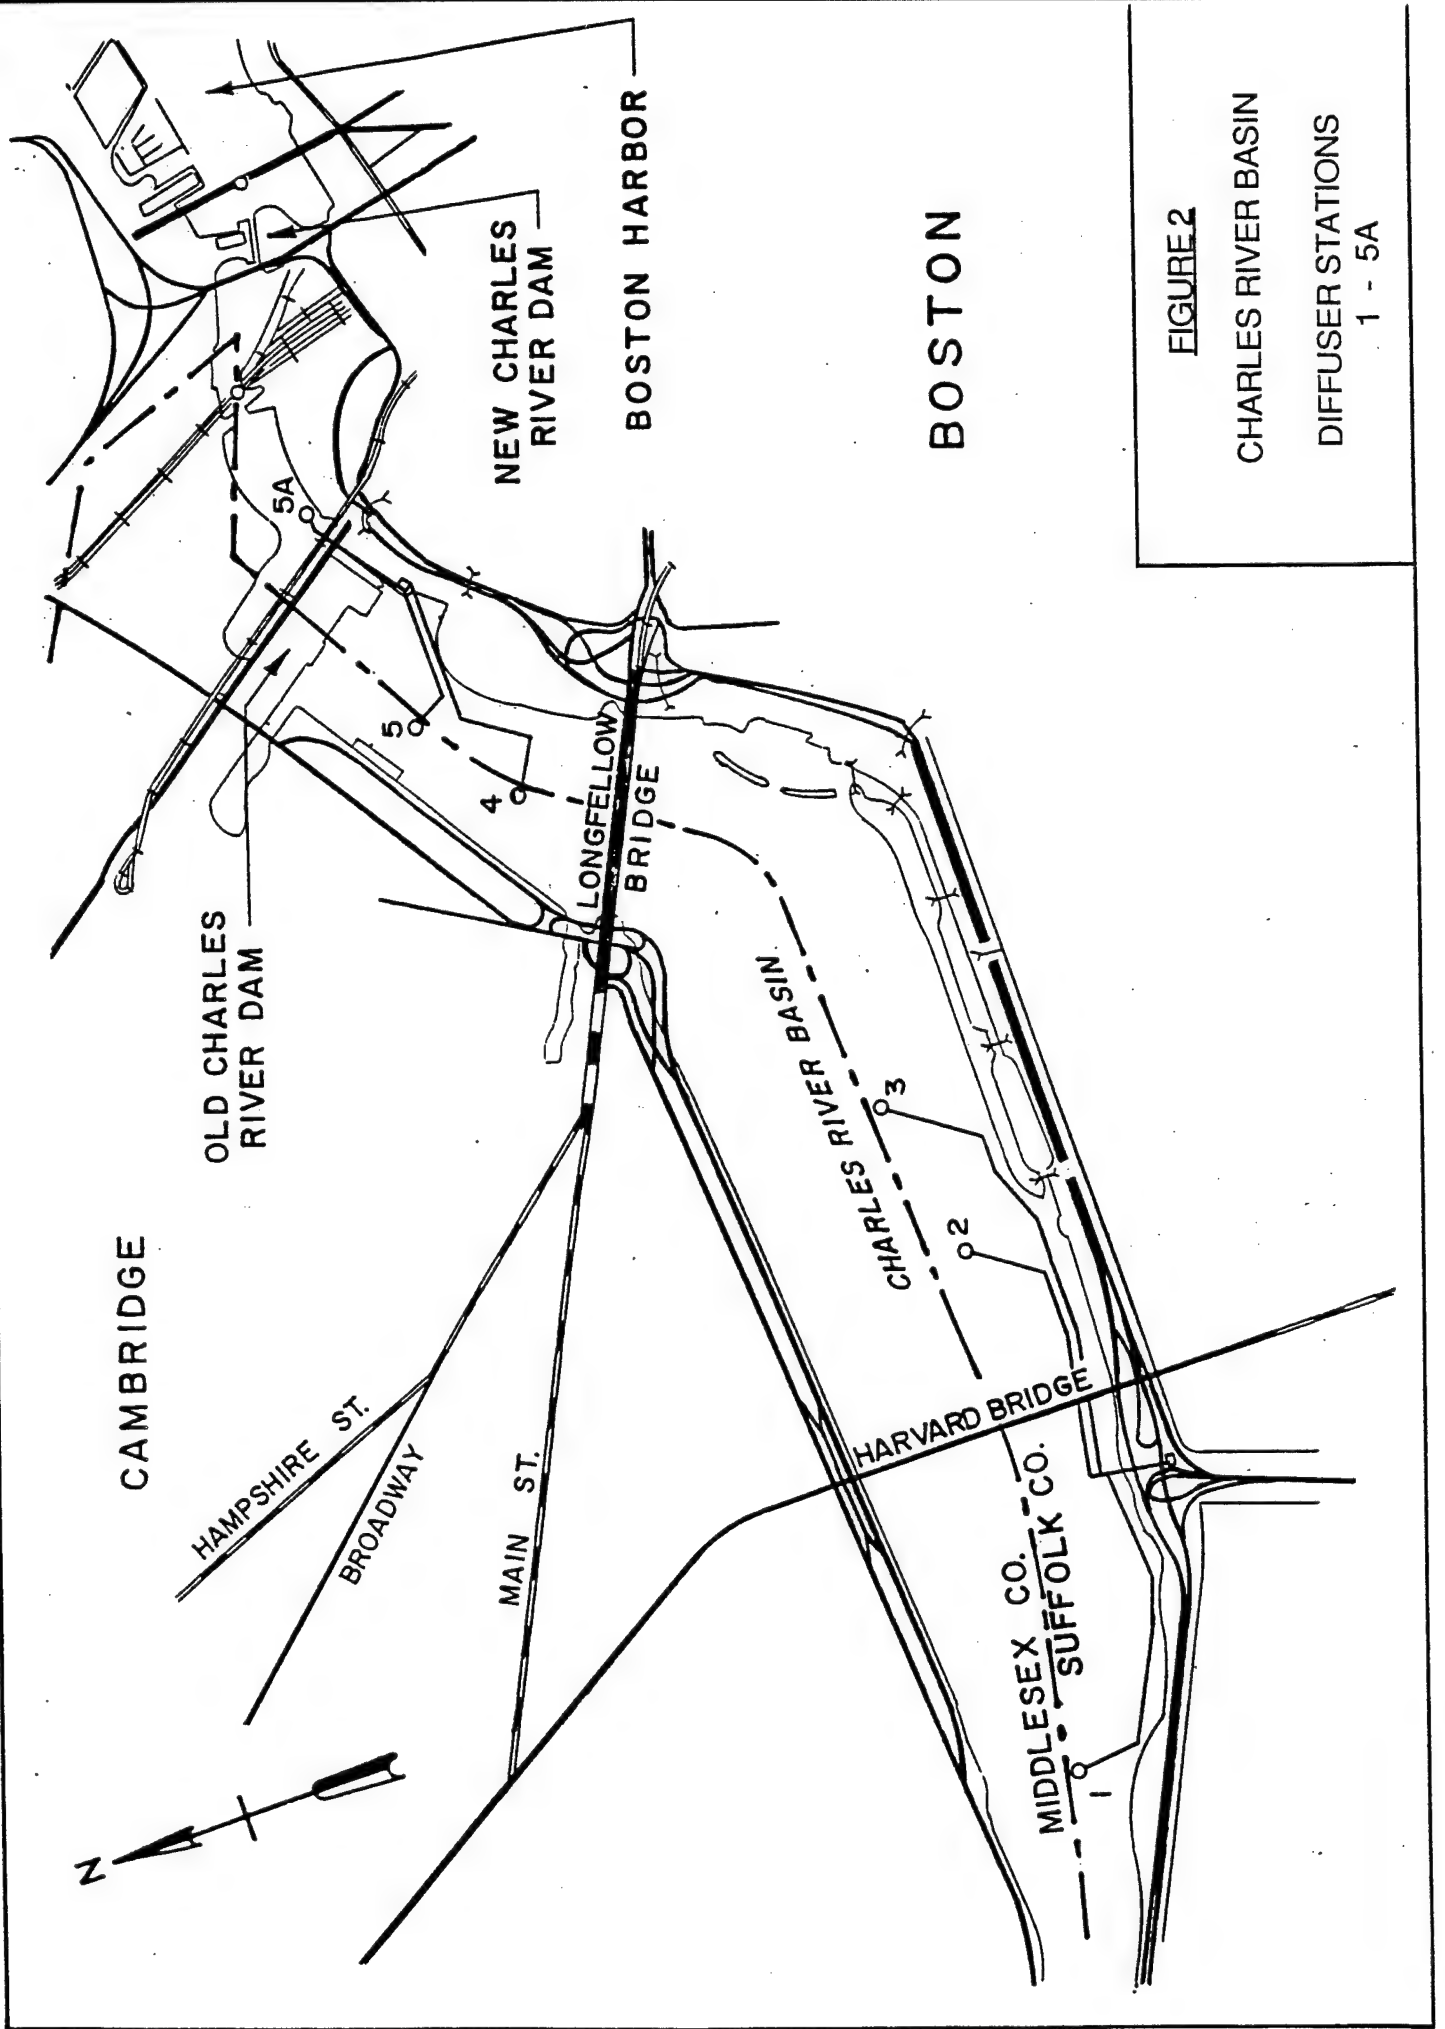 N
CAMBRIDGE
HAMPSHIRE ST.
BROADWAY
MAIN ST.
OLD CHARLES
RIVER DAM
5A
5
4
LONGFELLOW
BRIDGE
NEW CHARLES
RIVER DAM
BOSTON HARBOR
CHARLES RIVER BASIN
3
2
HARVARD BRIDGE
MIDDLESEX CO.
SUFFOLK CO.
1
BOSTON
FIGURE 2
CHARLES RIVER BASIN
DIFFUSER STATIONS
1 - 5A